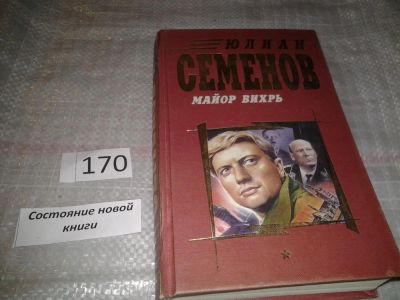 ЮЛИАН
СЕМЕНОВ
МАЙОР ВИХРЬ
170
Состояние новой
книги